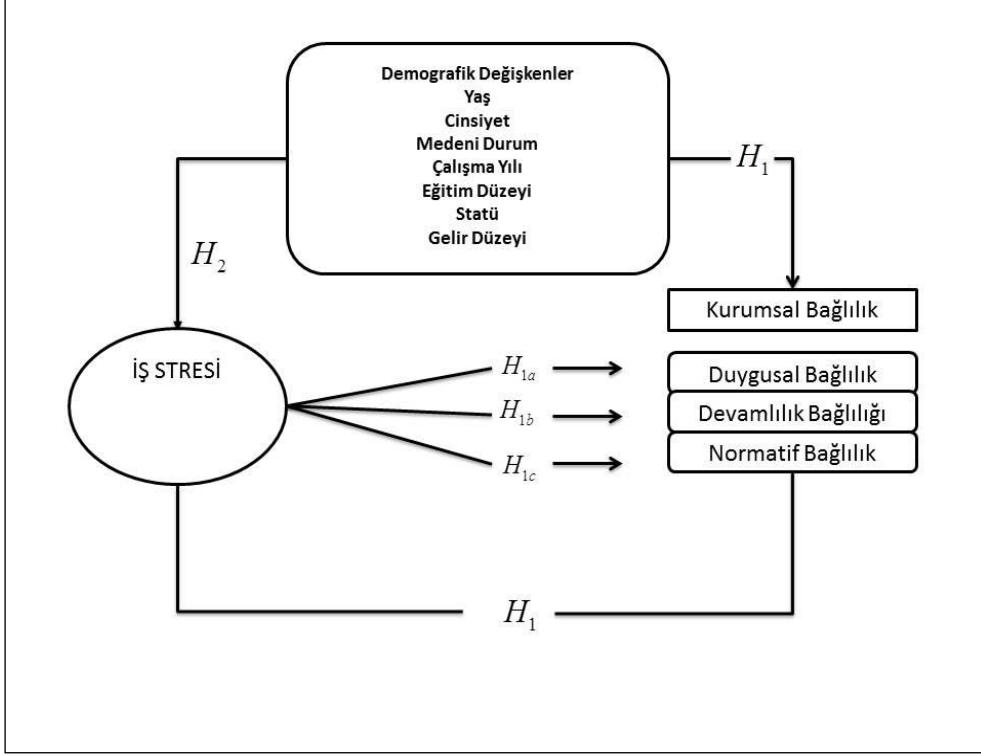 Demografik Değişkenler
Yaş
Cinsiyet
Medeni Durum
Çalışma Yılı
Eğitim Düzeyi
Statü
Gelir Düzeyi
H₁
H₂
Kurumsal Bağlılık
İŞ STRESİ
H₁ₐ
Duygusal Bağlılık
H₁b
Devamlılık Bağlılığı
H₁c
Normatif Bağlılık
H₁